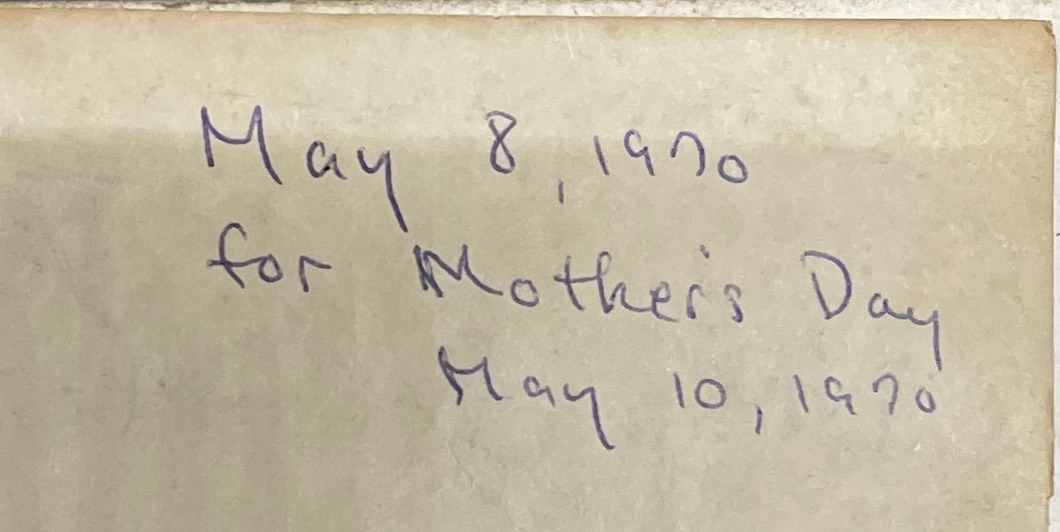 May 8, 1970
for Mother's Day
May 10, 1970